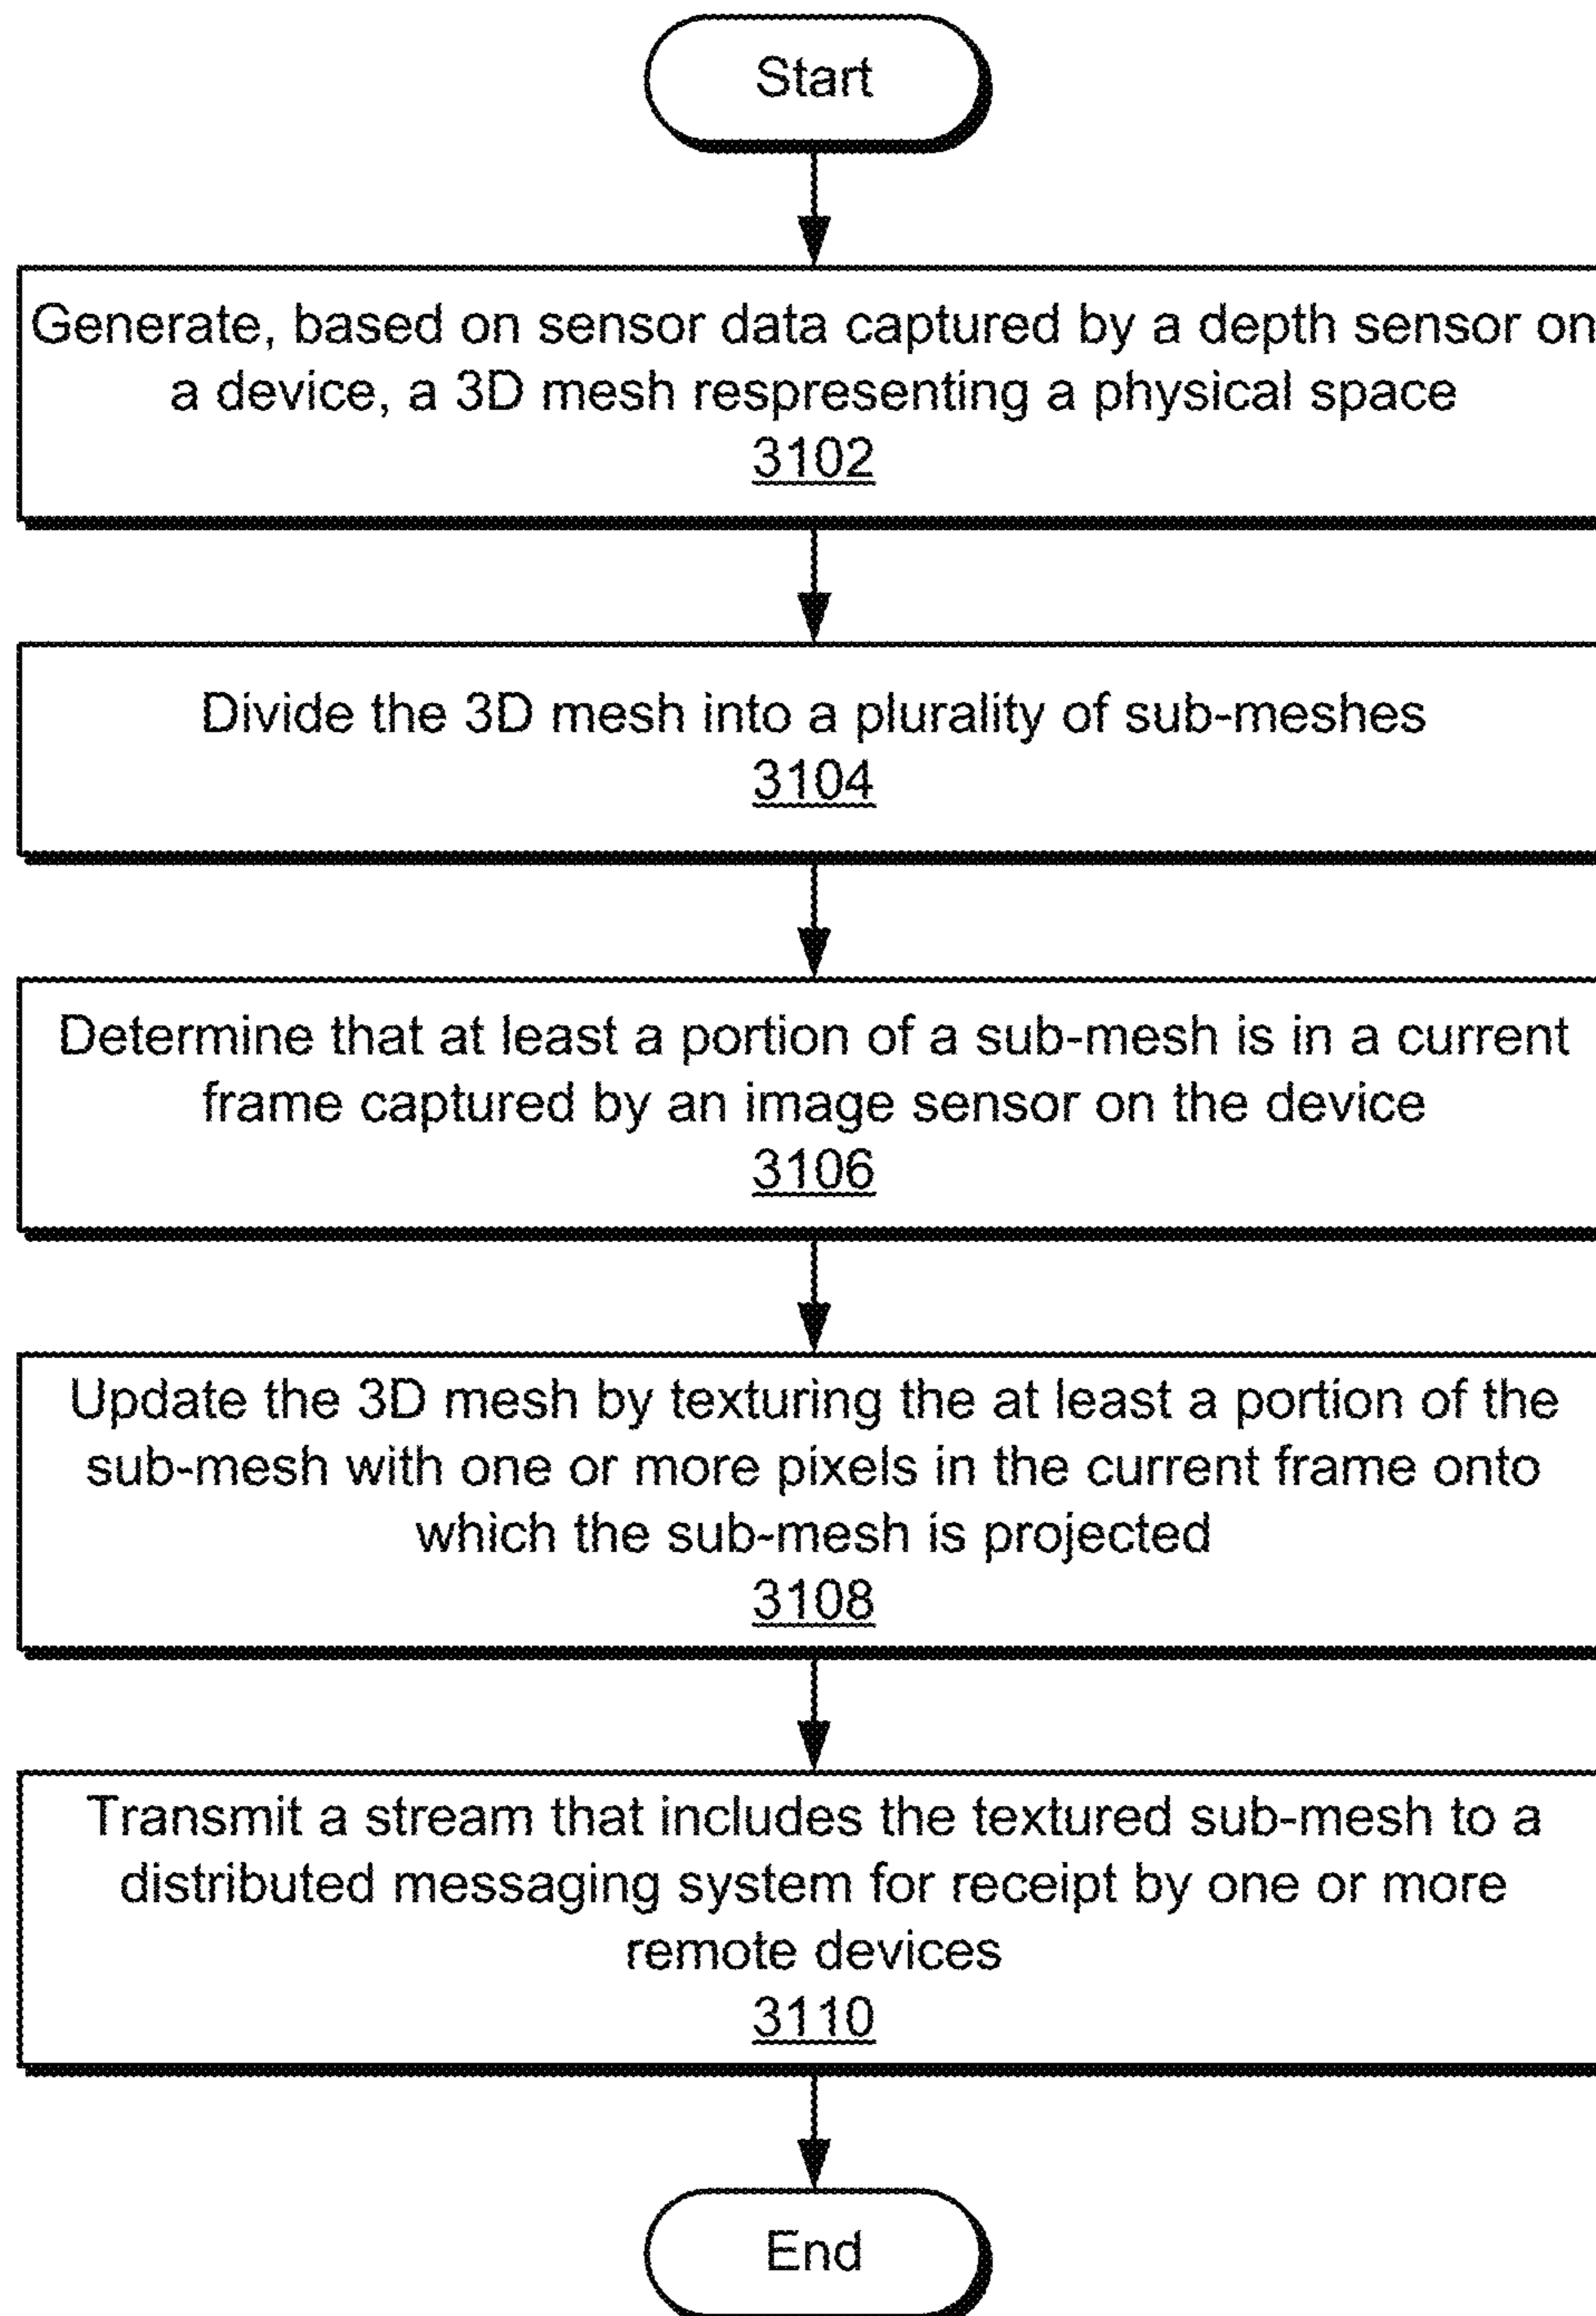 Start
Generate, based on sensor data captured by a depth sensor on
a device, a 3D mesh respresenting a physical space
3102
Divide the 3D mesh into a plurality of sub-meshes
3104
Determine that at least a portion of a sub-mesh is in a current
frame captured by an image sensor on the device
3106
Update the 3D mesh by texturing the at least a portion of the
sub-mesh with one or more pixels in the current frame onto
which the sub-mesh is projected
3108
Transmit a stream that includes the textured sub-mesh to a
distributed messaging system for receipt by one or more
remote devices
3110
End